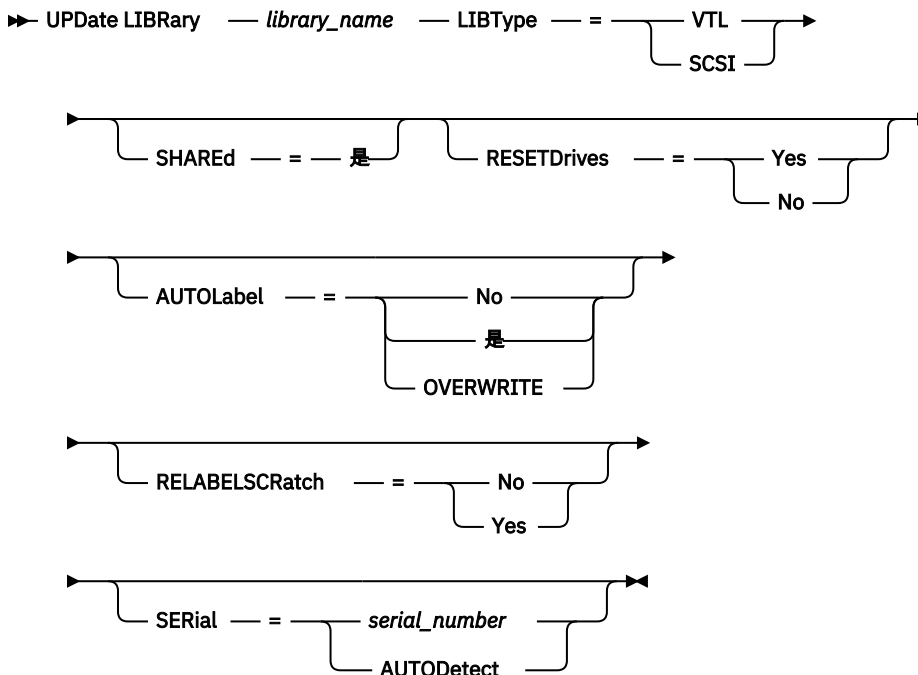 UPDate LIBRary library_name LIBType = VTL
SCSI
SHAREd = 是 RESETDrives = Yes
No
AUTOLabel = No
是
OVERWRITE
RELABELSCRatch = No
Yes
SERial = serial_number
AUTODetect